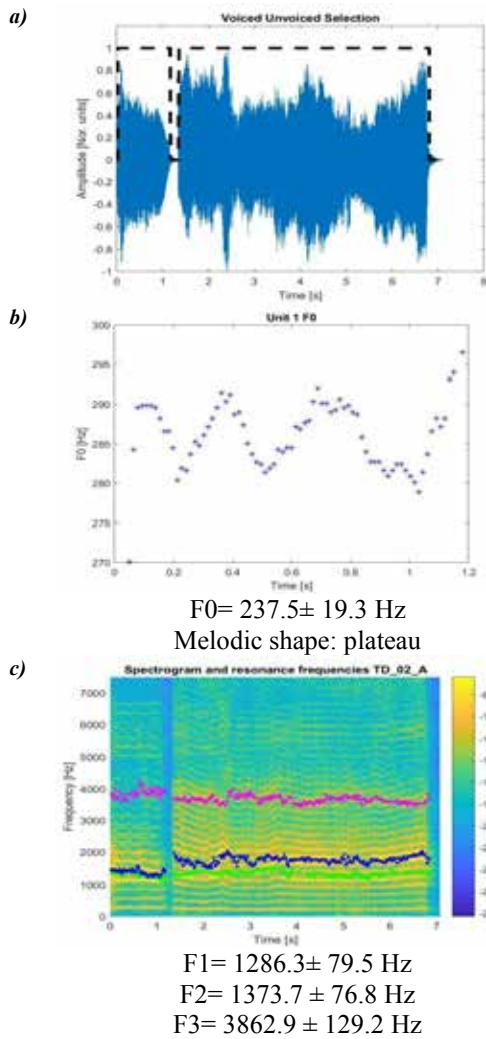 a)
Voiced Unvoiced Selection
1
0.8
0.6
0.4
0.2
0
-0.2
-0.4
-0.6
-0.8
-1
Amplitude [Nor. units]
0 1 2 3 4 5 6 7 8
Time [s]
b)
Unit 1 F0
300
295
290
285
280
275
270
F0 [Hz]
0 0.2 0.4 0.6 0.8 1 1.2
Time [s]
F0= 237.5± 19.3 Hz
Melodic shape: plateau
c)
Spectrogram and resonance frequencies TD_02_A
7000
6000
5000
4000
3000
2000
1000
0
Frequency [Hz]
0 1 2 3 4 5 6 7
Time [s]
F1= 1286.3± 79.5 Hz
F2= 1373.7 ± 76.8 Hz
F3= 3862.9 ± 129.2 Hz